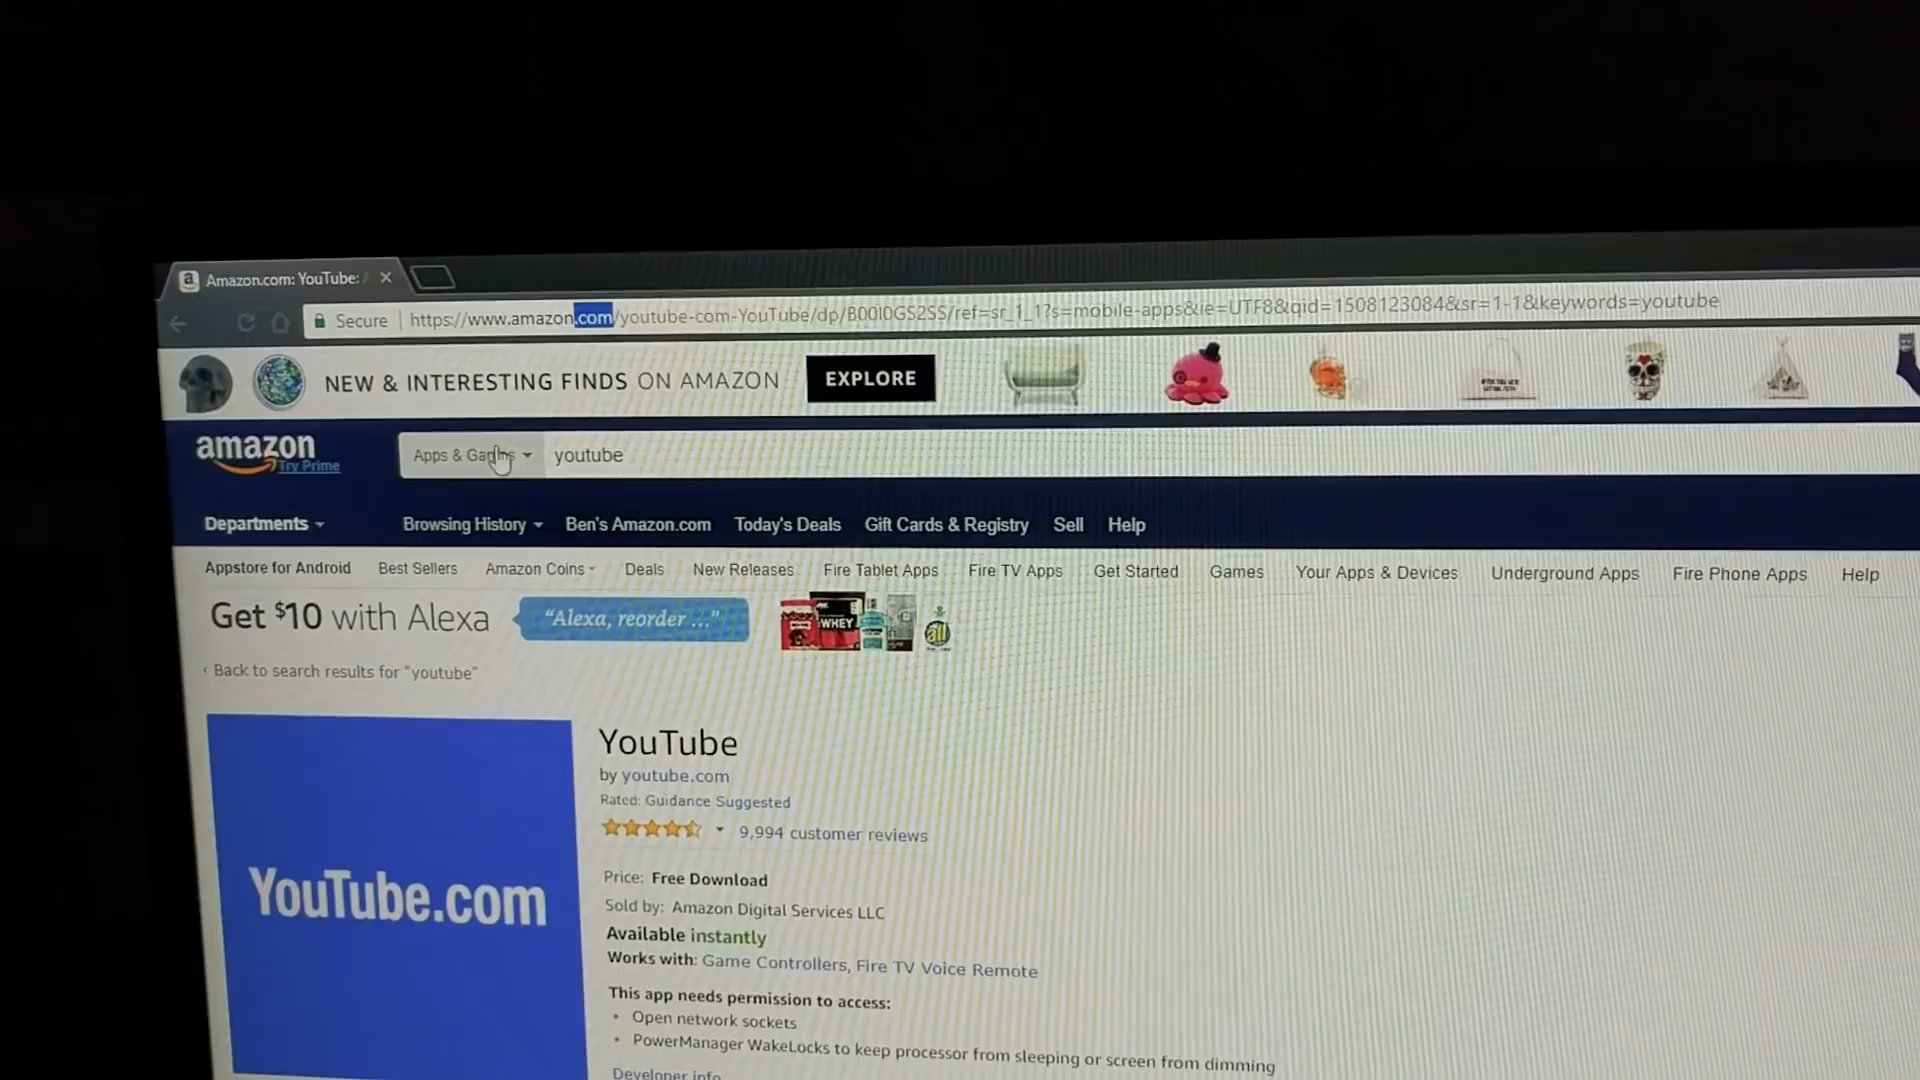 Amazon.com: YouTube:
Secure https://www.amazon.com/youtube-com-YouTube/dp/B00I0GS2SS/ref=sr_1_1?s=mobile-apps&ie=UTF8&qid=1508123084&sr=1-1&keywords=youtube
NEW & INTERESTING FINDS ON AMAZON EXPLORE
amazon
Try Prime
Apps & Games youtube
Departments Browsing History Ben's Amazon.com Today's Deals Gift Cards & Registry Sell Help
Appstore for Android Best Sellers Amazon Coins Deals New Releases Fire Tablet Apps Fire TV Apps Get Started Games Your Apps & Devices Underground Apps Fire Phone Apps Help
Get $10 with Alexa "Alexa, reorder ..." WHEY all
‹ Back to search results for "youtube"
YouTube
by youtube.com
Rated: Guidance Suggested
9,994 customer reviews
YouTube.com
Price: Free Download
Sold by: Amazon Digital Services LLC
Available instantly
Works with: Game Controllers, Fire TV Voice Remote
This app needs permission to access:
• Open network sockets
• PowerManager WakeLocks to keep processor from sleeping or screen from dimming
Developer info